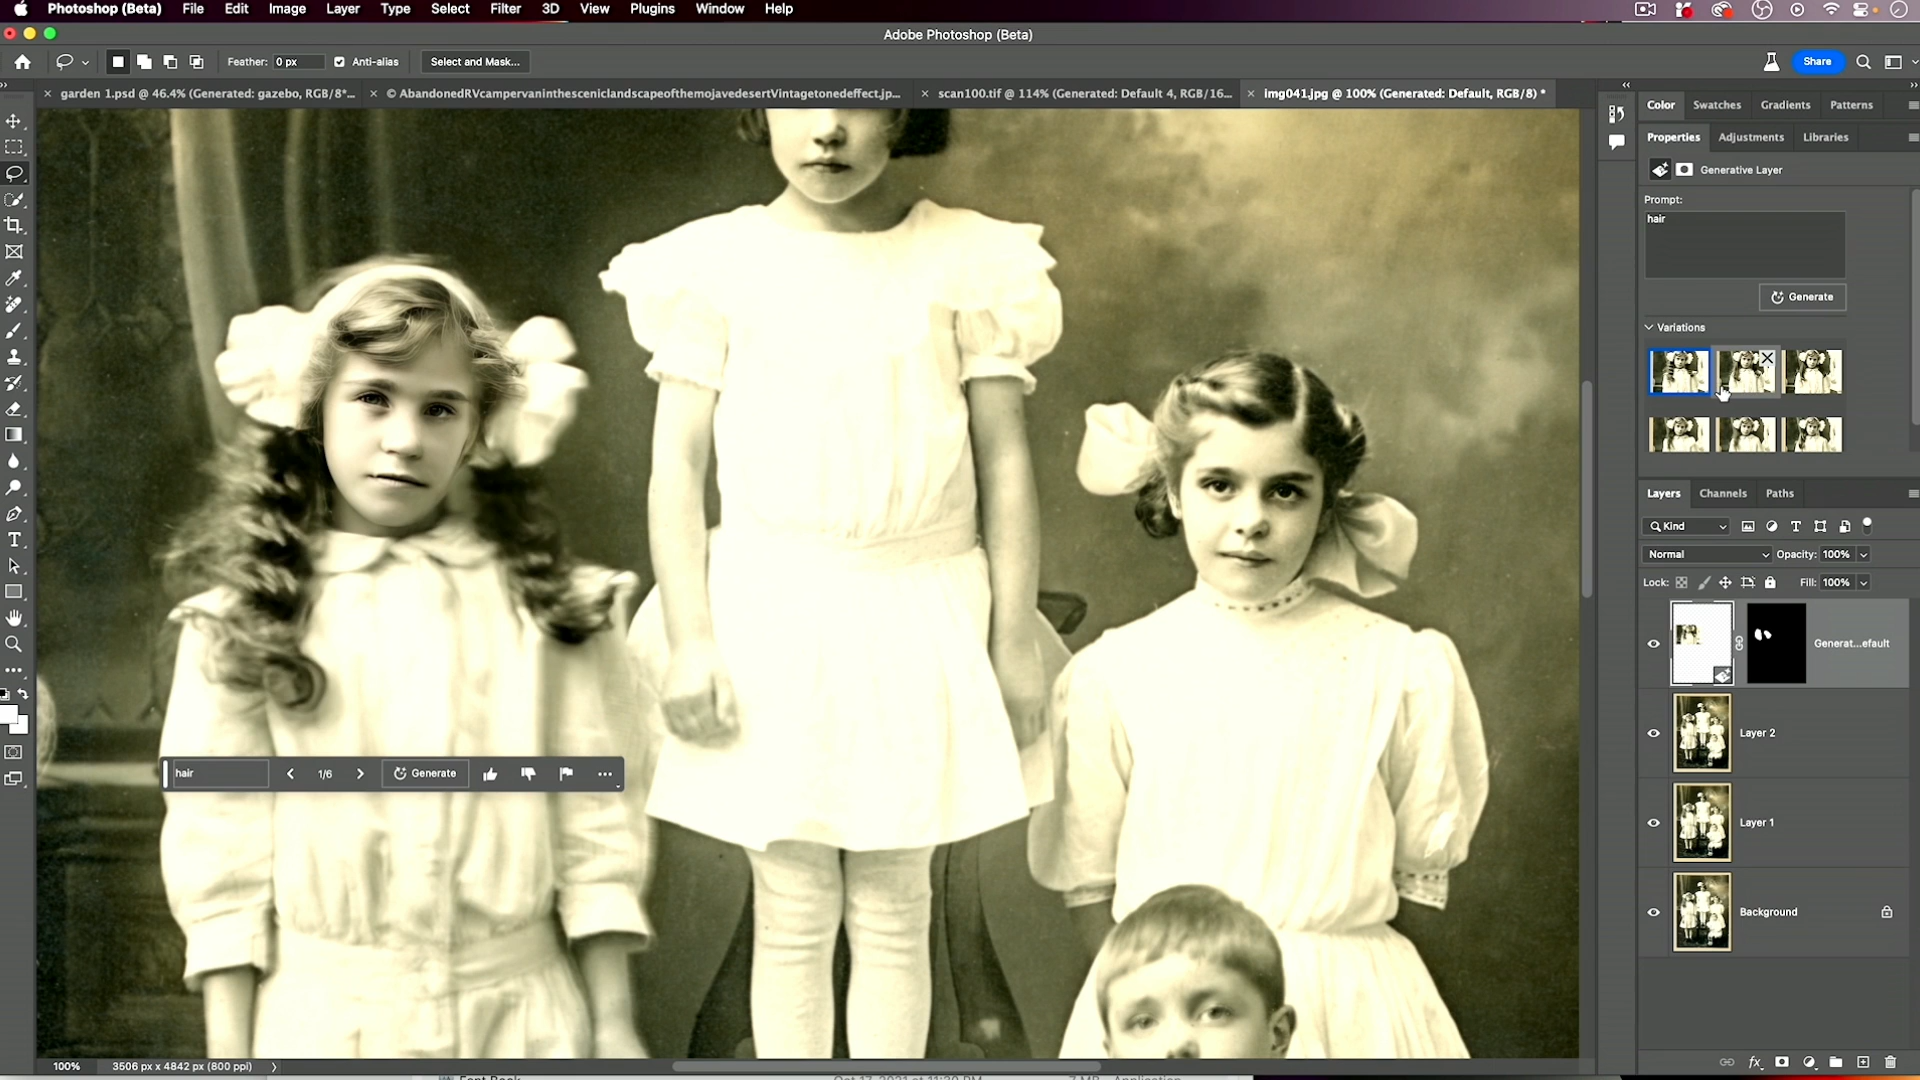 Photoshop (Beta) File Edit Image Layer Type Select Filter 3D View Plugins Window Help
Adobe Photoshop (Beta)
Feather: 0 px Anti-alias Select and Mask... Share
garden 1.psd @ 46.4% (Generated: gazebo, RGB/8*... © AbandonedRVcampervaninthesceniclandscapeofthemojavedesertVintagetonedeffect.jp... scan100.tif @ 114% (Generated: Default 4, RGB/16... img041.jpg @ 100% (Generated: Default, RGB/8) *
Color Swatches Gradients Patterns
Properties Adjustments Libraries
Generative Layer
Prompt:
hair
Generate
Variations
Layers Channels Paths
Kind
Normal Opacity: 100%
Lock: Fill: 100%
Generat...efault
Layer 2
hair 1/6 Generate
Layer 1
Background
100% 3506 px x 4842 px (800 ppi)